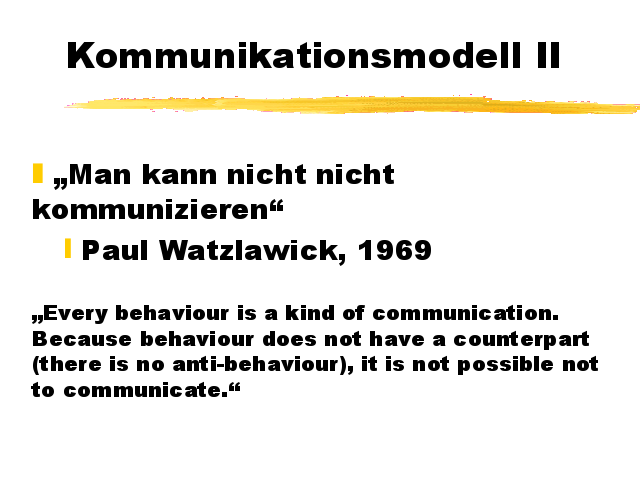 Kommunikationsmodell II
„Man kann nicht nicht
kommunizieren“
Paul Watzlawick, 1969
„Every behaviour is a kind of communication.
Because behaviour does not have a counterpart
(there is no anti-behaviour), it is not possible not
to communicate.“